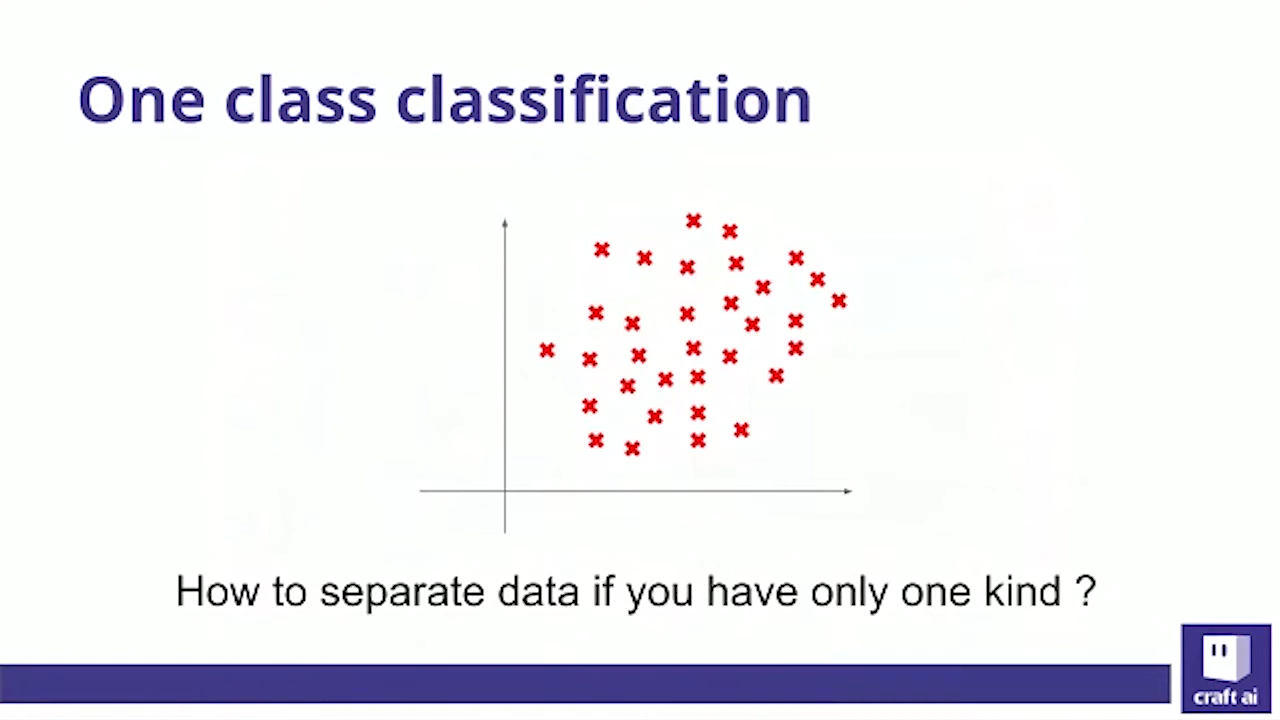 One class classification
How to separate data if you have only one kind ?
craft ai